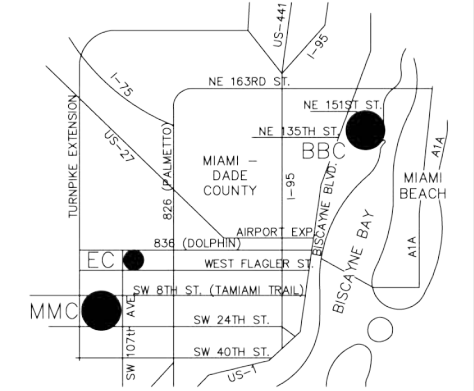 US-441
I-95
I-75
NE 163RD ST.
NE 151ST ST.
NE 135TH ST.
BBC
US-27
TURNPIKE EXTENSION
826 (PALMETTO)
MIAMI –
DADE
COUNTY
I-95
BISCAYNE BLVD.
A1A
MIAMI
BEACH
A1A
BISCAYNE BAY
AIRPORT EXP.
836 (DOLPHIN)
EC
WEST FLAGLER ST.
SW 8TH ST. (TAMIAMI TRAIL)
MMC
SW 107th AVE.
SW 24TH ST.
SW 40TH ST.
US-1